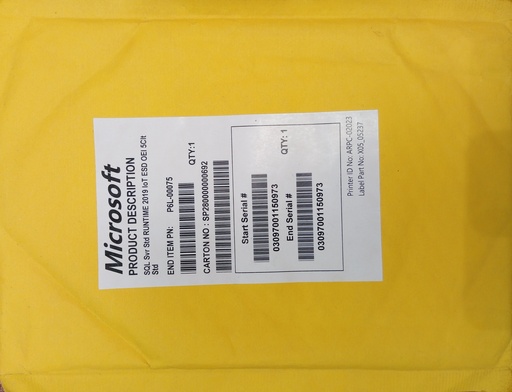 Microsoft
PRODUCT DESCRIPTION
SQL Svr Std RUNTIME 2019 IoT ESD OEI 5Clt
Std
END ITEM PN: P6L-00075
QTY:1
CARTON NO : SP280000000692
Start Serial #
03097001150973
QTY: 1
End Serial #
03097001150973
Printer ID No: ARPC-02D23
Label Part No: X05_05237